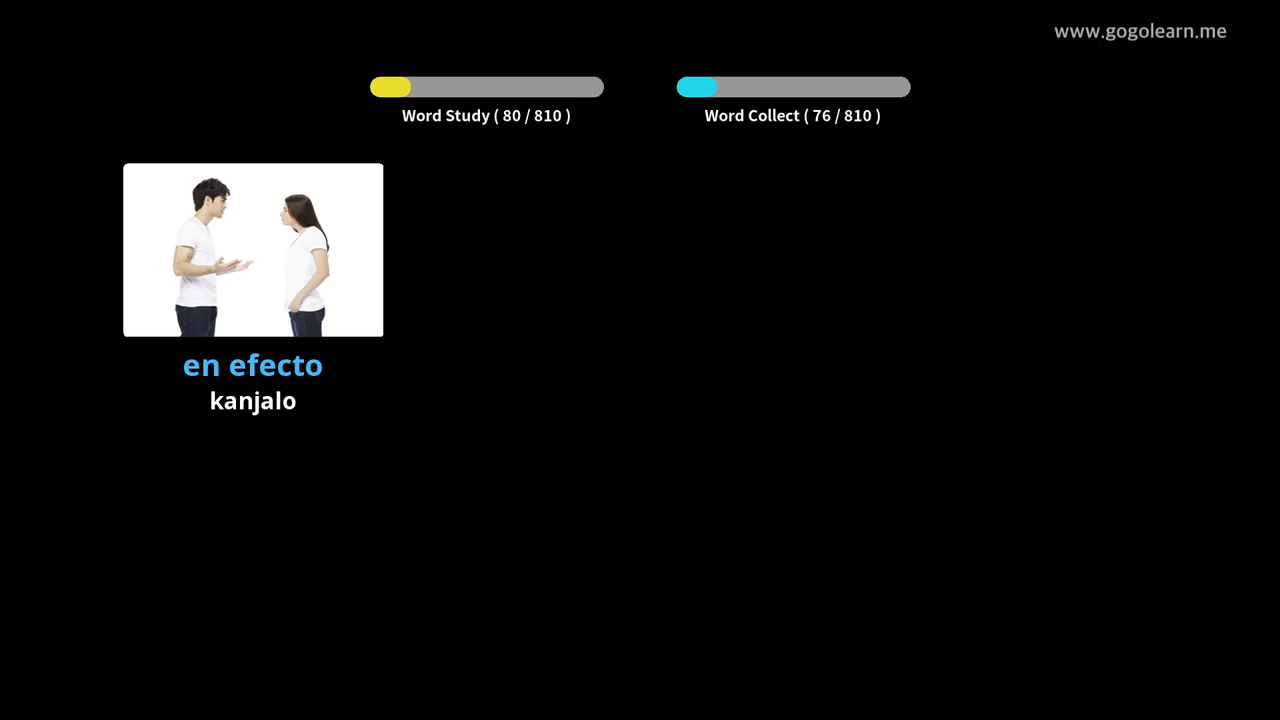 www.gogolearn.me
Word Study ( 80 / 810 )
Word Collect ( 76 / 810 )
en efecto
kanjalo